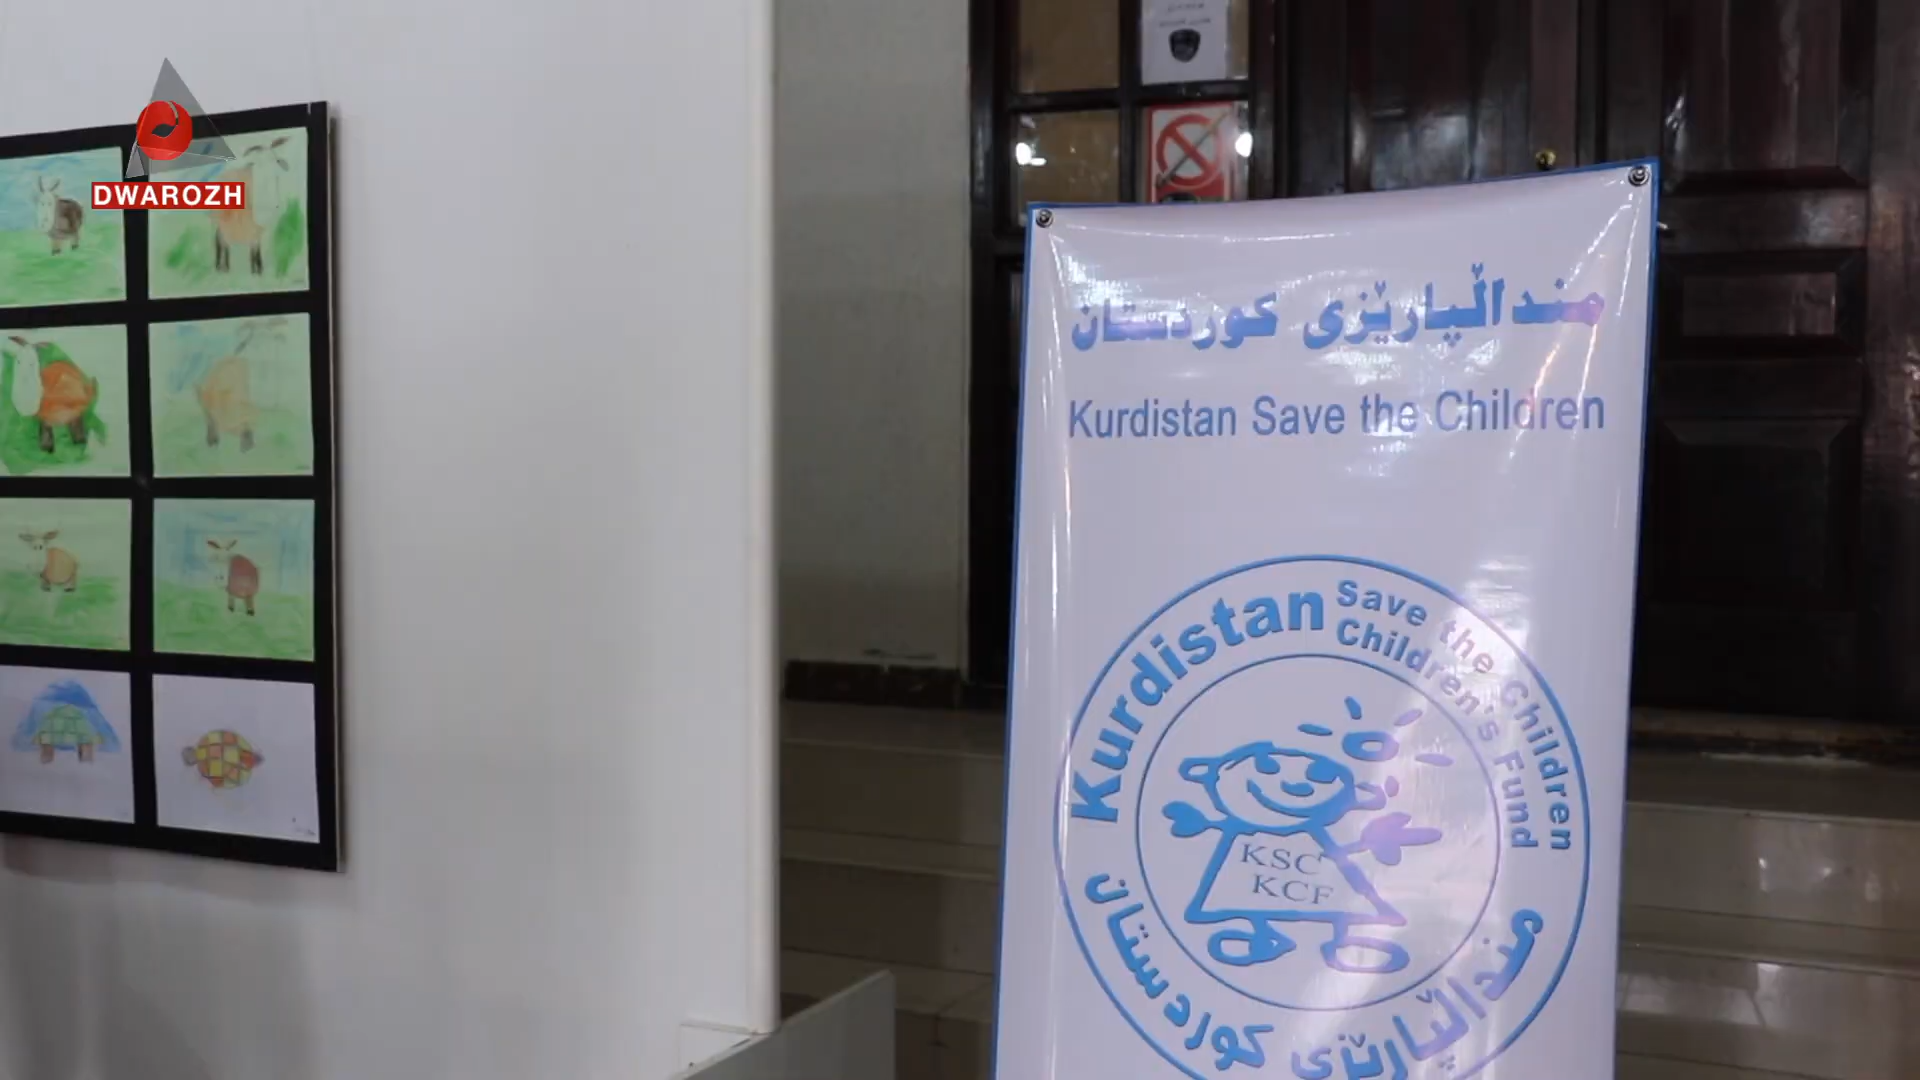 DWAROZH
منداڵپارێزی کوردستان
Kurdistan Save the Children
Kurdistan Save the Children
Children's Fund
KSC
KCF
منداڵپارێزی کوردستان